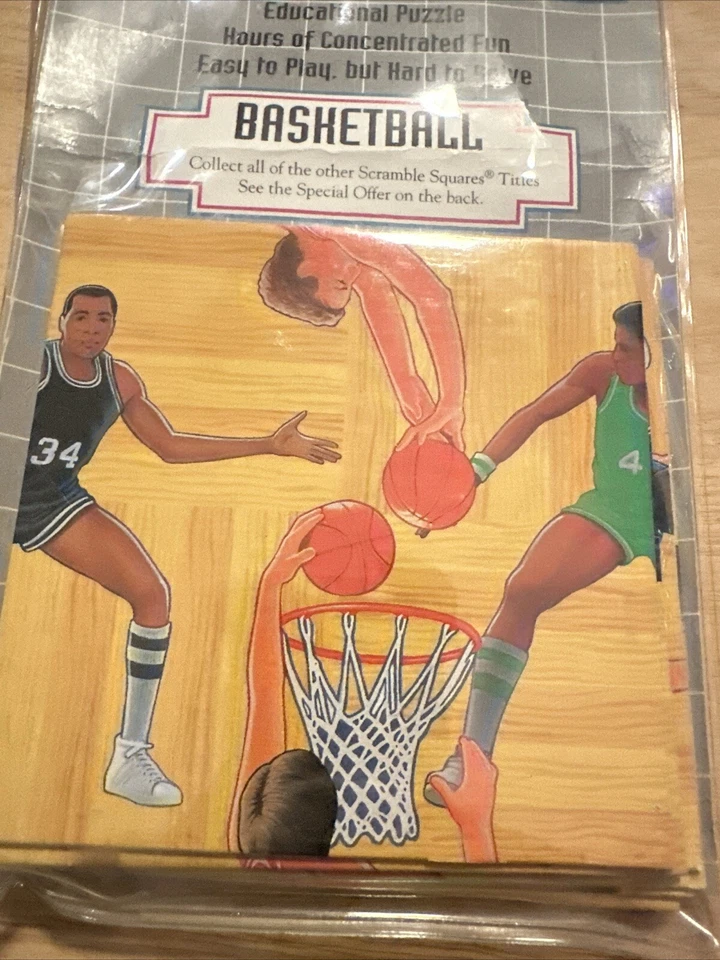 Educational Puzzle
Hours of Concentrated Fun
Easy to Play, but Hard to Solve
BASKETBALL
Collect all of the other Scramble Squares® Titles
See the Special Offer on the back.
34
4